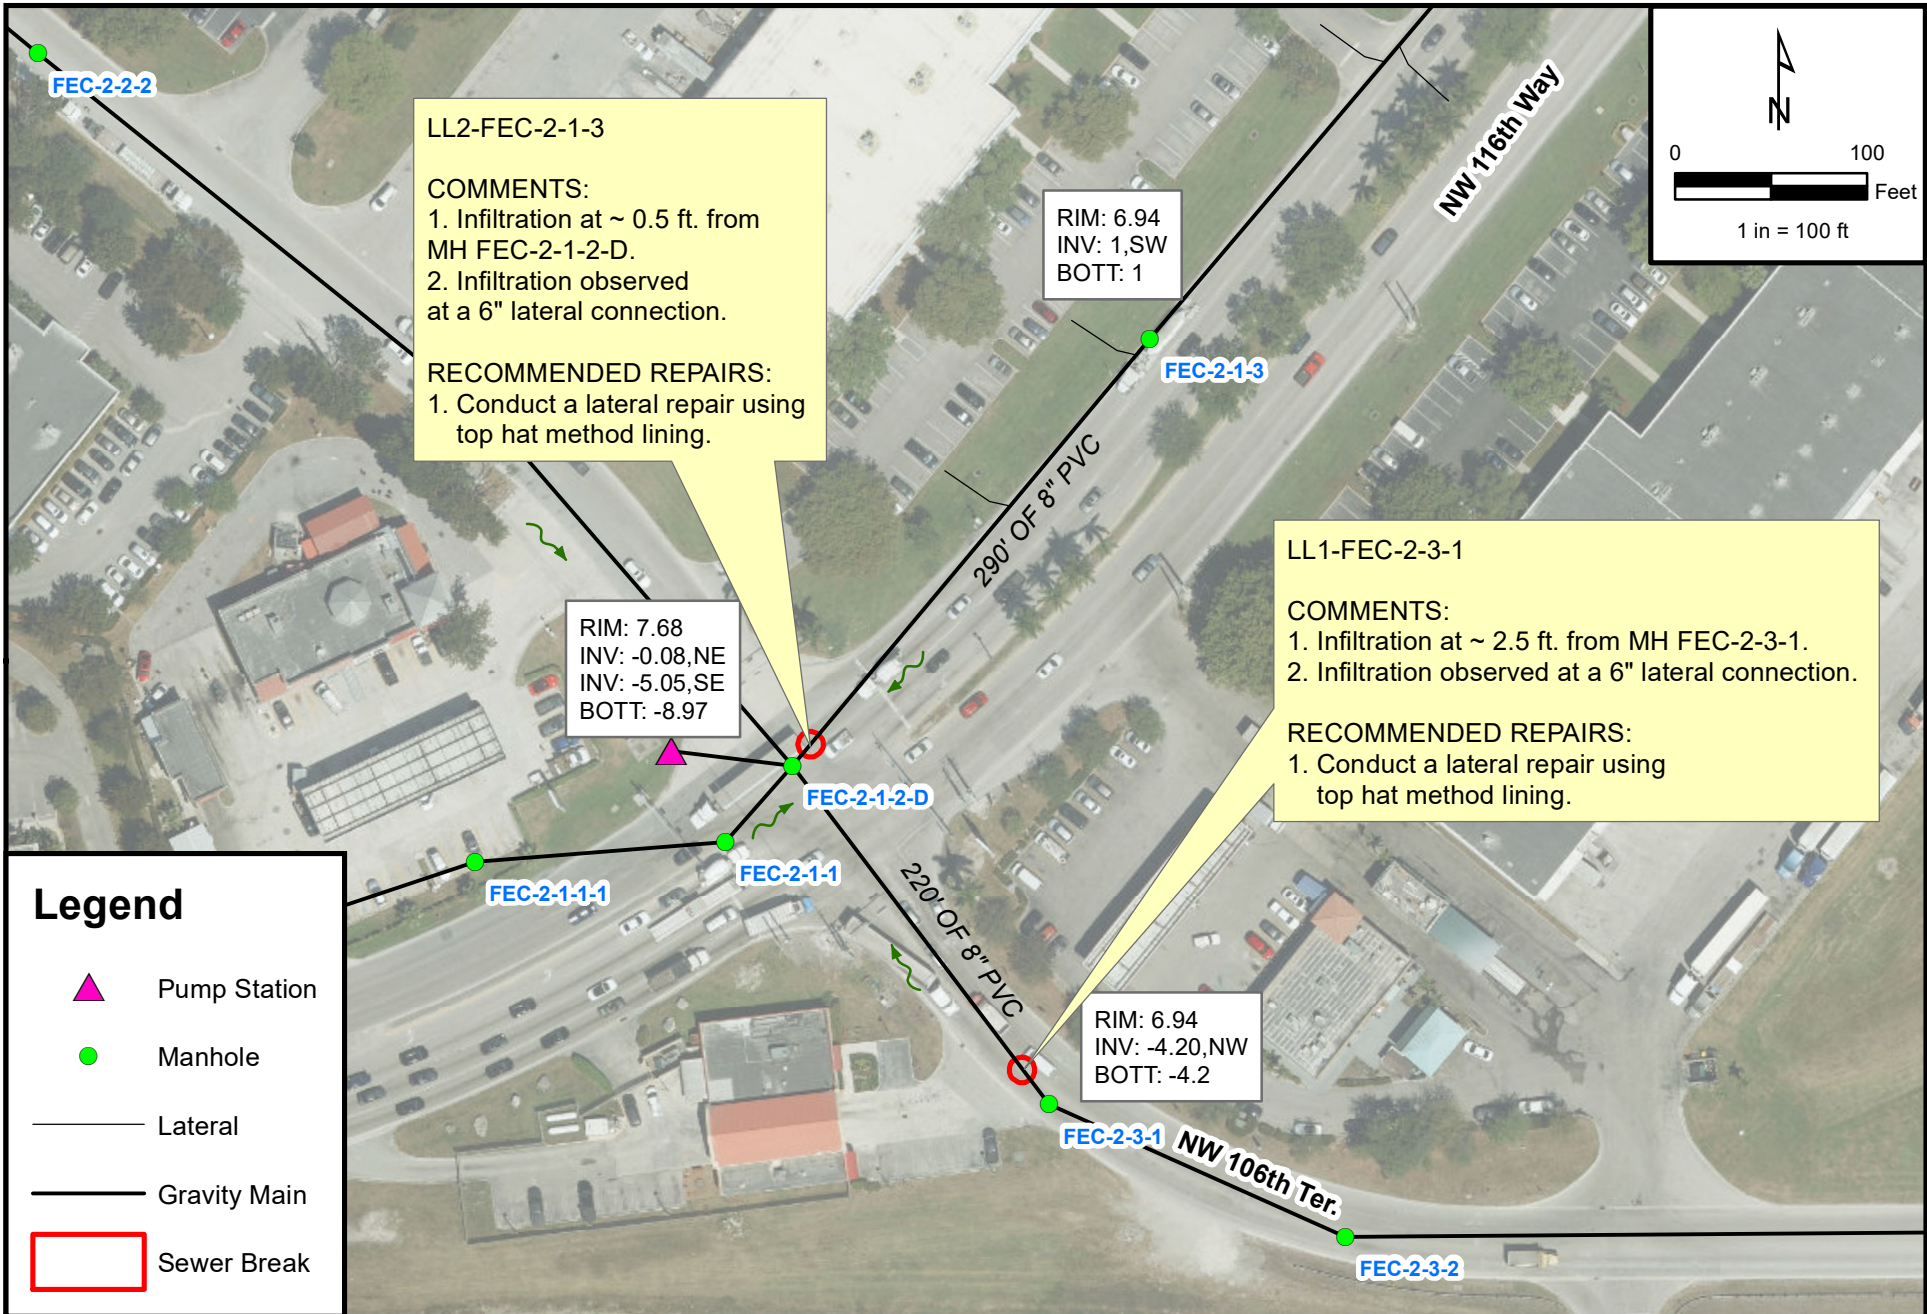 FEC-2-2-2
LL2-FEC-2-1-3
COMMENTS:
1. Infiltration at ~ 0.5 ft. from
MH FEC-2-1-2-D.
2. Infiltration observed
at a 6" lateral connection.
RECOMMENDED REPAIRS:
1. Conduct a lateral repair using
top hat method lining.
NW 116th Way
N
0 100
Feet
1 in = 100 ft
RIM: 6.94
INV: 1,SW
BOTT: 1
FEC-2-1-3
290' OF 8" PVC
LL1-FEC-2-3-1
COMMENTS:
1. Infiltration at ~ 2.5 ft. from MH FEC-2-3-1.
2. Infiltration observed at a 6" lateral connection.
RECOMMENDED REPAIRS:
1. Conduct a lateral repair using
top hat method lining.
RIM: 7.68
INV: -0.08,NE
INV: -5.05,SE
BOTT: -8.97
FEC-2-1-2-D
FEC-2-1-1
FEC-2-1-1-1
220' OF 8" PVC
RIM: 6.94
INV: -4.20,NW
BOTT: -4.2
FEC-2-3-1
NW 106th Ter.
FEC-2-3-2
Legend
Pump Station
Manhole
Lateral
Gravity Main
Sewer Break